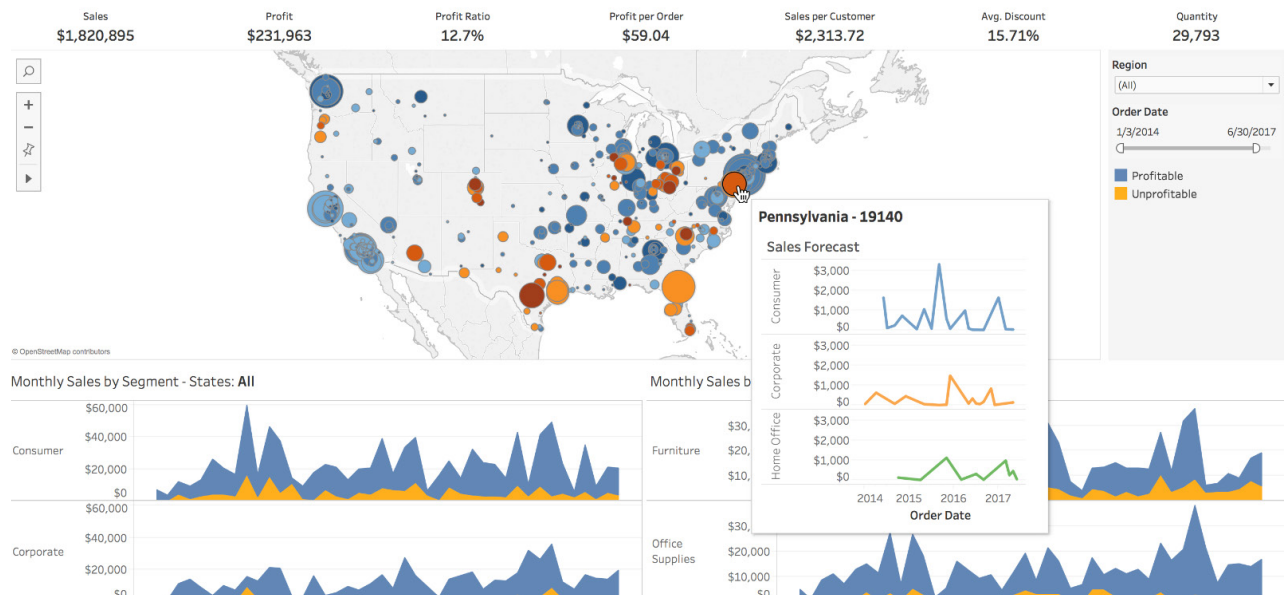 Sales Profit Profit Ratio Profit per Order Sales per Customer Avg. Discount Quantity
$1,820,895 $231,963 12.7% $59.04 $2,313.72 15.71% 29,793
Region
(All)
Order Date
1/3/2014 6/30/2017
Profitable
Unprofitable
© OpenStreetMap contributors
Pennsylvania - 19140
Sales Forecast
Consumer
$3,000
$2,000
$1,000
$0
Corporate
$3,000
$2,000
$1,000
$0
Home Office
$3,000
$2,000
$1,000
$0
2014 2015 2016 2017
Order Date
Monthly Sales by Segment - States: All
Consumer
$60,000
$40,000
$20,000
$0
Corporate
$60,000
$40,000
$20,000
$0
Monthly Sales b
Furniture
$30,
$20,
$10,
Office
Supplies
$30,
$20,000
$10,000
$0